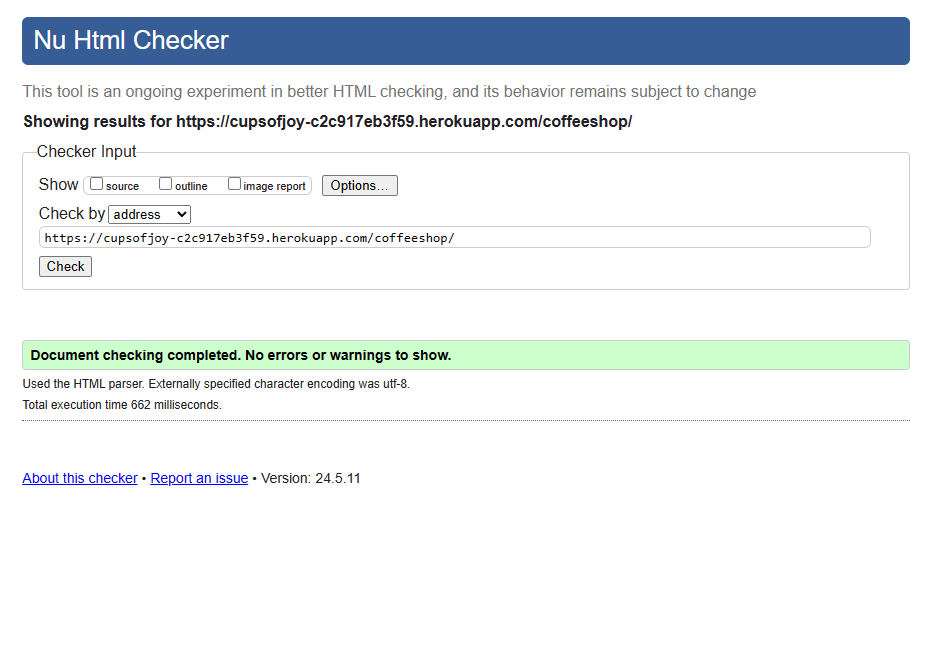 Nu Html Checker
This tool is an ongoing experiment in better HTML checking, and its behavior remains subject to change
Showing results for https://cupsofjoy-c2c917eb3f59.herokuapp.com/coffeeshop/
Checker Input
Show source outline image report Options...
Check by address
https://cupsofjoy-c2c917eb3f59.herokuapp.com/coffeeshop/
Check
Document checking completed. No errors or warnings to show.
Used the HTML parser. Externally specified character encoding was utf-8.
Total execution time 662 milliseconds.
About this checker • Report an issue • Version: 24.5.11